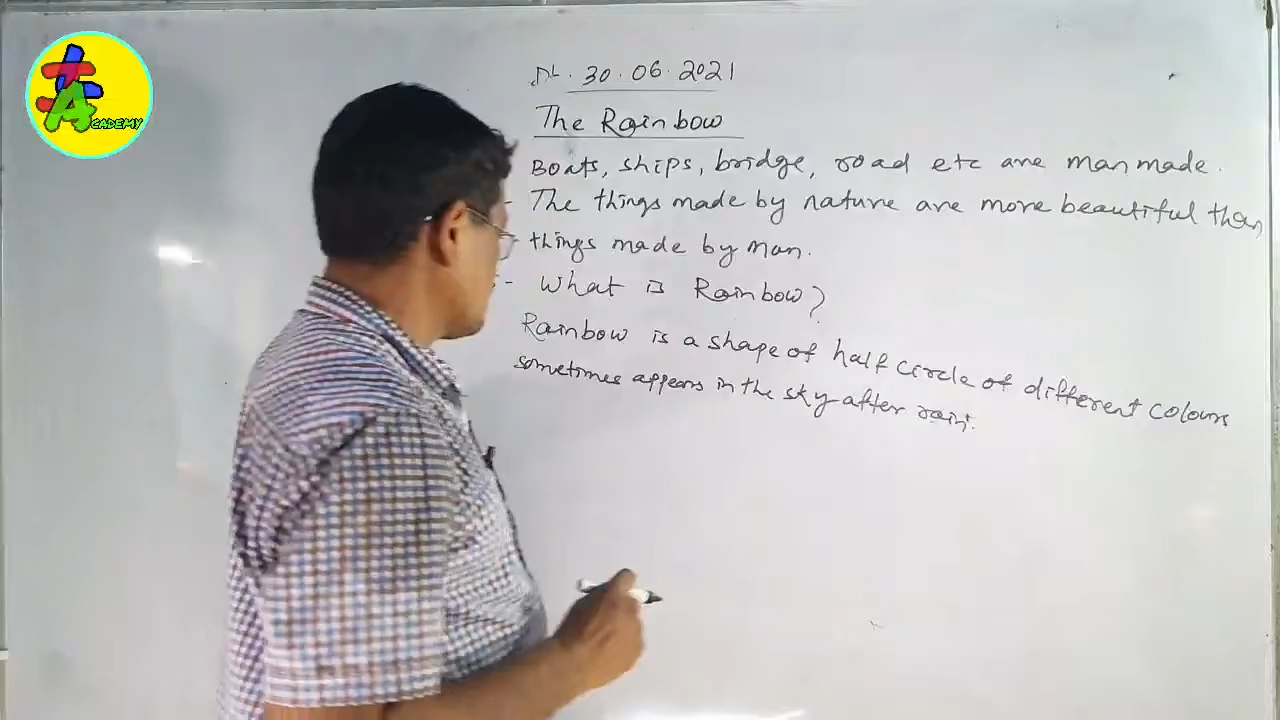 ACADEMY
Dt. 30.06.2021
The Rainbow
Boats, ships, bridge, road etc are man made.
- The things made by nature are more beautiful than
things made by man.
- What is Rainbow?
Rainbow is a shape of half circle of different colours
sometimes appears in the sky after rain.